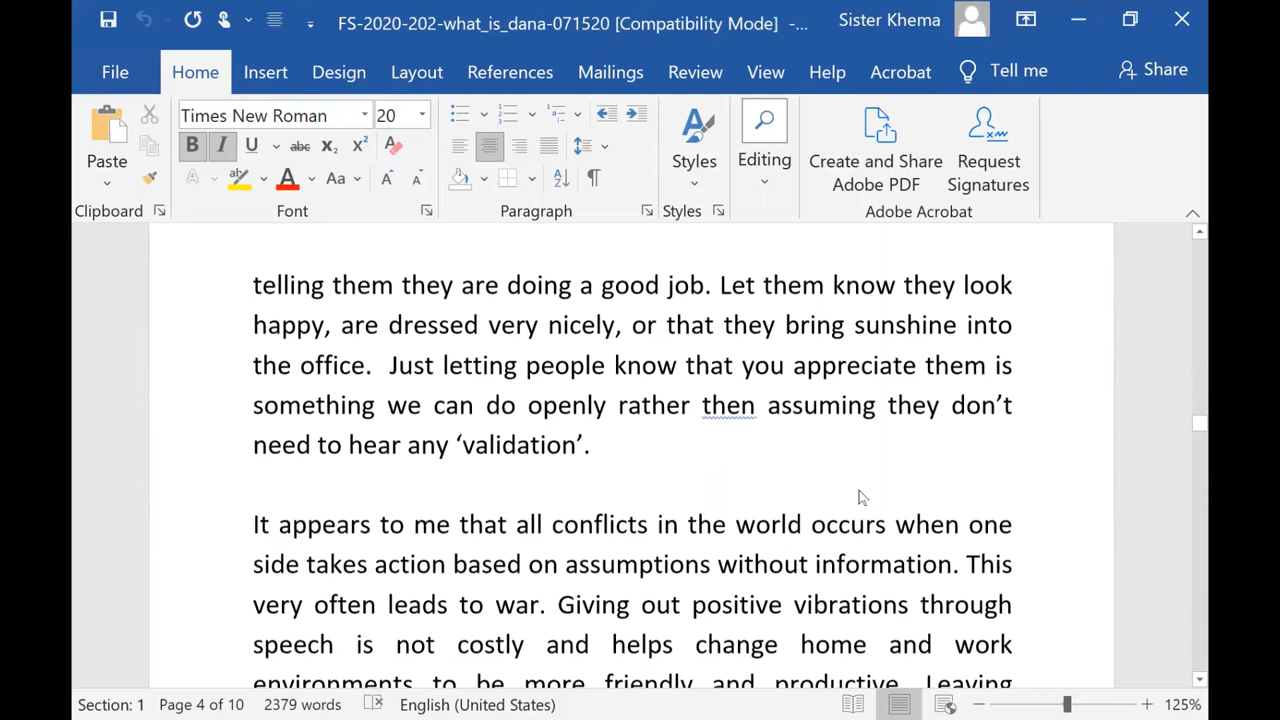 FS-2020-202-what_is_dana-071520 [Compatibility Mode] -...
Sister Khema
File Home Insert Design Layout References Mailings Review View Help Acrobat Tell me Share
Times New Roman 20
Paste
Styles
Editing
Create and Share Adobe PDF
Request Signatures
Clipboard Font Paragraph Styles Adobe Acrobat
telling them they are doing a good job. Let them know they look
happy, are dressed very nicely, or that they bring sunshine into
the office.  Just letting people know that you appreciate them is
something we can do openly rather then assuming they don’t
need to hear any ‘validation’.
It appears to me that all conflicts in the world occurs when one
side takes action based on assumptions without information. This
very often leads to war. Giving out positive vibrations through
speech is not costly and helps change home and work
environments to be more friendly and productive. Leaving
Section: 1 Page 4 of 10 2379 words English (United States) 125%